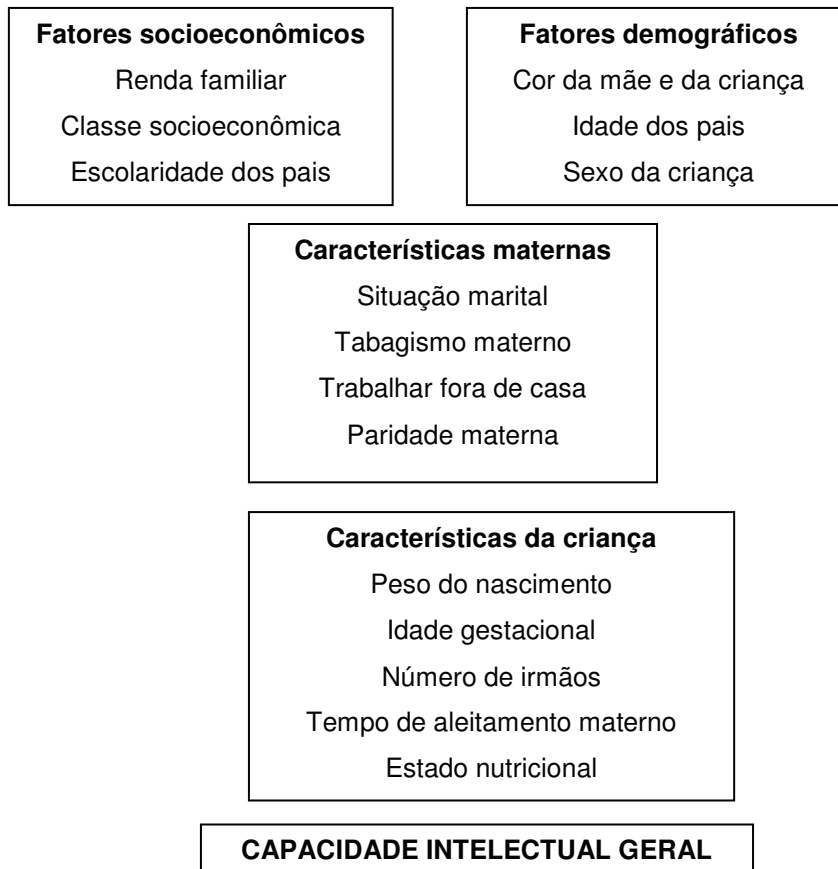 Fatores socioeconômicos
Renda familiar
Classe socioeconômica
Escolaridade dos pais
Fatores demográficos
Cor da mãe e da criança
Idade dos pais
Sexo da criança
Características maternas
Situação marital
Tabagismo materno
Trabalhar fora de casa
Paridade materna
Características da criança
Peso do nascimento
Idade gestacional
Número de irmãos
Tempo de aleitamento materno
Estado nutricional
CAPACIDADE INTELECTUAL GERAL